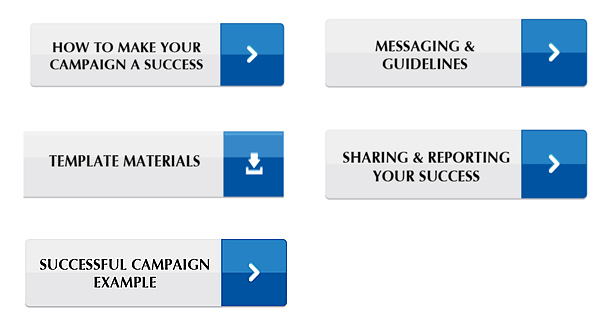 HOW TO MAKE YOUR
CAMPAIGN A SUCCESS
MESSAGING &
GUIDELINES
TEMPLATE MATERIALS
SHARING & REPORTING
YOUR SUCCESS
SUCCESSFUL CAMPAIGN
EXAMPLE